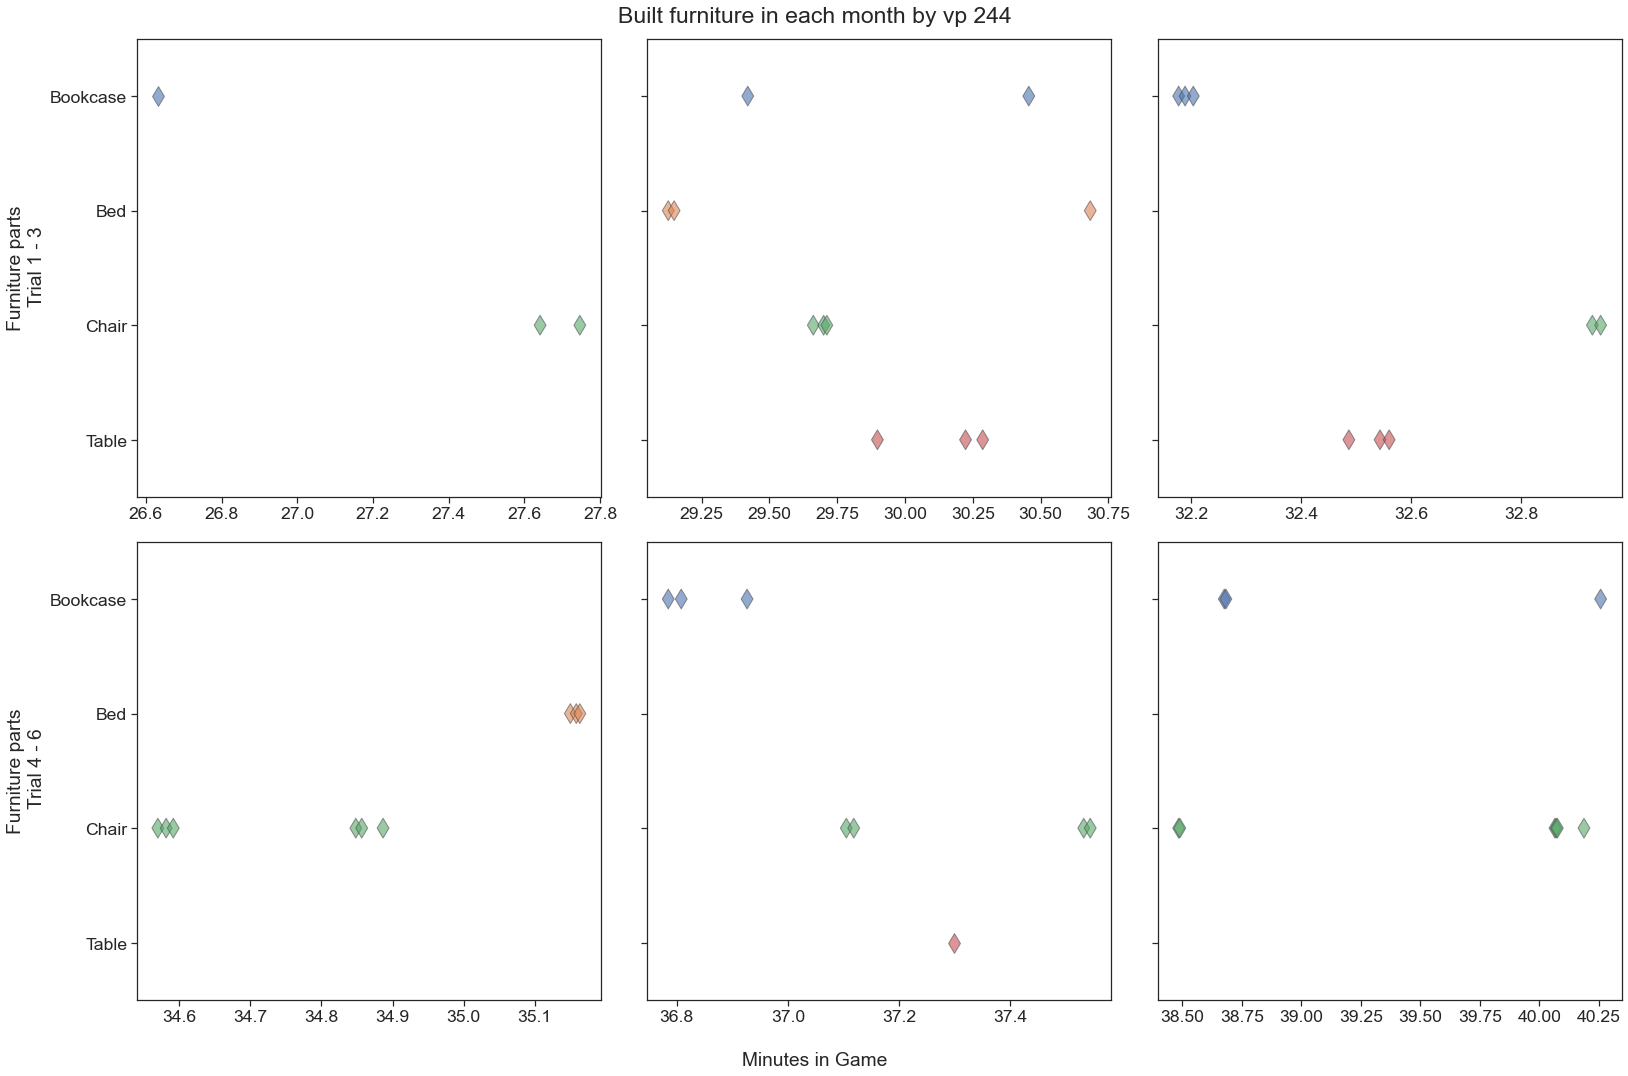 Built furniture in each month by vp 244
Furniture parts
Trial 1 - 3
Bookcase
Bed
Chair
Table
26.6 26.8 27.0 27.2 27.4 27.6 27.8
29.25 29.50 29.75 30.00 30.25 30.50 30.75
32.2 32.4 32.6 32.8
Furniture parts
Trial 4 - 6
Bookcase
Bed
Chair
Table
34.6 34.7 34.8 34.9 35.0 35.1
36.8 37.0 37.2 37.4
38.50 38.75 39.00 39.25 39.50 39.75 40.00 40.25
Minutes in Game